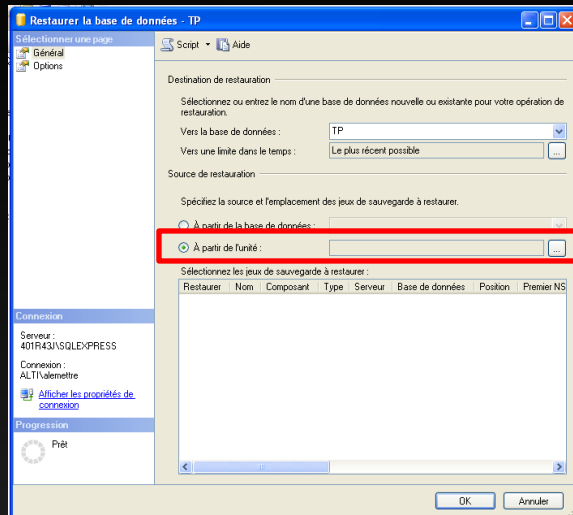 Restaurer la base de données - TP
Sélectionner une page
Général
Options
Script
Aide
Destination de restauration
Sélectionnez ou entrez le nom d'une base de données nouvelle ou existante pour votre opération de
restauration.
Vers la base de données :
TP
Vers une limite dans le temps :
Le plus récent possible
...
Source de restauration
Spécifiez la source et l'emplacement des jeux de sauvegarde à restaurer.
À partir de la base de données :
À partir de l'unité :
...
Sélectionnez les jeux de sauvegarde à restaurer :
Restaurer Nom Composant Type Serveur Base de données Position Premier NS
Connexion
Serveur :
401R43J\SQLEXPRESS
Connexion :
ALTI\alemettre
Afficher les propriétés de
connexion
Progression
Prêt
OK
Annuler